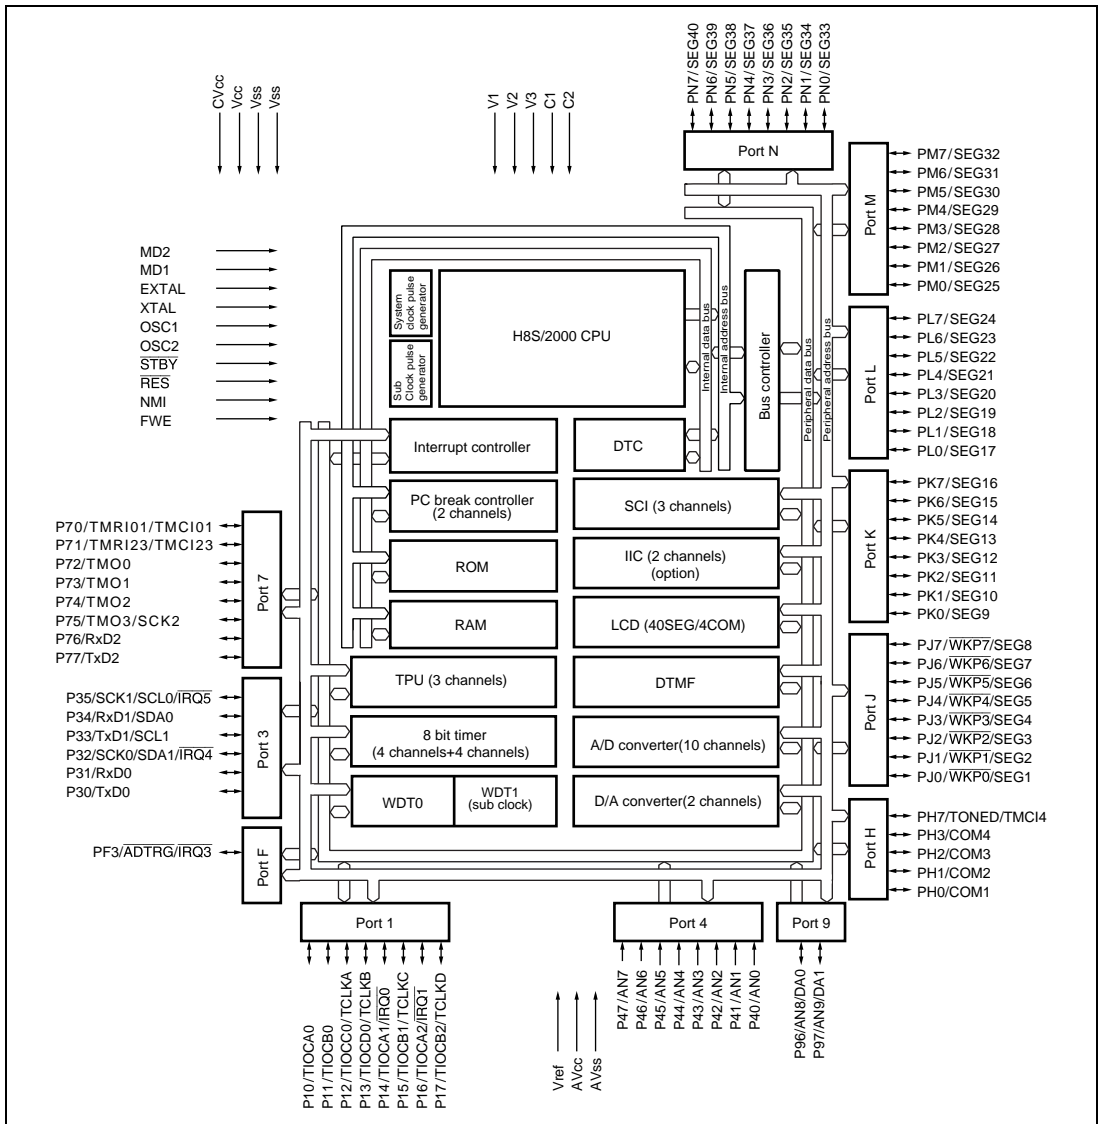 CVcc
Vcc
Vss
Vss
V1
V2
V3
C1
C2
PN7/SEG40
PN6/SEG39
PN5/SEG38
PN4/SEG37
PN3/SEG36
PN2/SEG35
PN1/SEG34
PN0/SEG33
Port N
Port M
PM7/SEG32
PM6/SEG31
PM5/SEG30
PM4/SEG29
PM3/SEG28
PM2/SEG27
PM1/SEG26
PM0/SEG25
MD2
MD1
EXTAL
XTAL
OSC1
OSC2
STBY
RES
NMI
FWE
System clock pulse generator
Sub Clock pulse generator
H8S/2000 CPU
Internal data bus
Internal address bus
Bus controller
Peripheral data bus
Peripheral address bus
Port L
PL7/SEG24
PL6/SEG23
PL5/SEG22
PL4/SEG21
PL3/SEG20
PL2/SEG19
PL1/SEG18
PL0/SEG17
Interrupt controller
DTC
PC break controller
(2 channels)
SCI (3 channels)
ROM
IIC (2 channels)
(option)
RAM
LCD (40SEG/4COM)
TPU (3 channels)
DTMF
8 bit timer
(4 channels+4 channels)
A/D converter(10 channels)
WDT0
WDT1
(sub clock)
D/A converter(2 channels)
Port K
PK7/SEG16
PK6/SEG15
PK5/SEG14
PK4/SEG13
PK3/SEG12
PK2/SEG11
PK1/SEG10
PK0/SEG9
P70/TMRI01/TMCI01
P71/TMRI23/TMCI23
P72/TMO0
P73/TMO1
P74/TMO2
P75/TMO3/SCK2
P76/RxD2
P77/TxD2
Port 7
Port J
PJ7/WKP7/SEG8
PJ6/WKP6/SEG7
PJ5/WKP5/SEG6
PJ4/WKP4/SEG5
PJ3/WKP3/SEG4
PJ2/WKP2/SEG3
PJ1/WKP1/SEG2
PJ0/WKP0/SEG1
P35/SCK1/SCL0/IRQ5
P34/RxD1/SDA0
P33/TxD1/SCL1
P32/SCK0/SDA1/IRQ4
P31/RxD0
P30/TxD0
Port 3
PF3/ADTRG/IRQ3
Port F
Port H
PH7/TONED/TMCI4
PH3/COM4
PH2/COM3
PH1/COM2
PH0/COM1
Port 1
Port 4
Port 9
P10/TIOCA0
P11/TIOCB0
P12/TIOCC0/TCLKA
P13/TIOCD0/TCLKB
P14/TIOCA1/IRQ0
P15/TIOCB1/TCLKC
P16/TIOCA2/IRQ1
P17/TIOCB2/TCLKD
Vref
AVcc
AVss
P47/AN7
P46/AN6
P45/AN5
P44/AN4
P43/AN3
P42/AN2
P41/AN1
P40/AN0
P96/AN8/DA0
P97/AN9/DA1